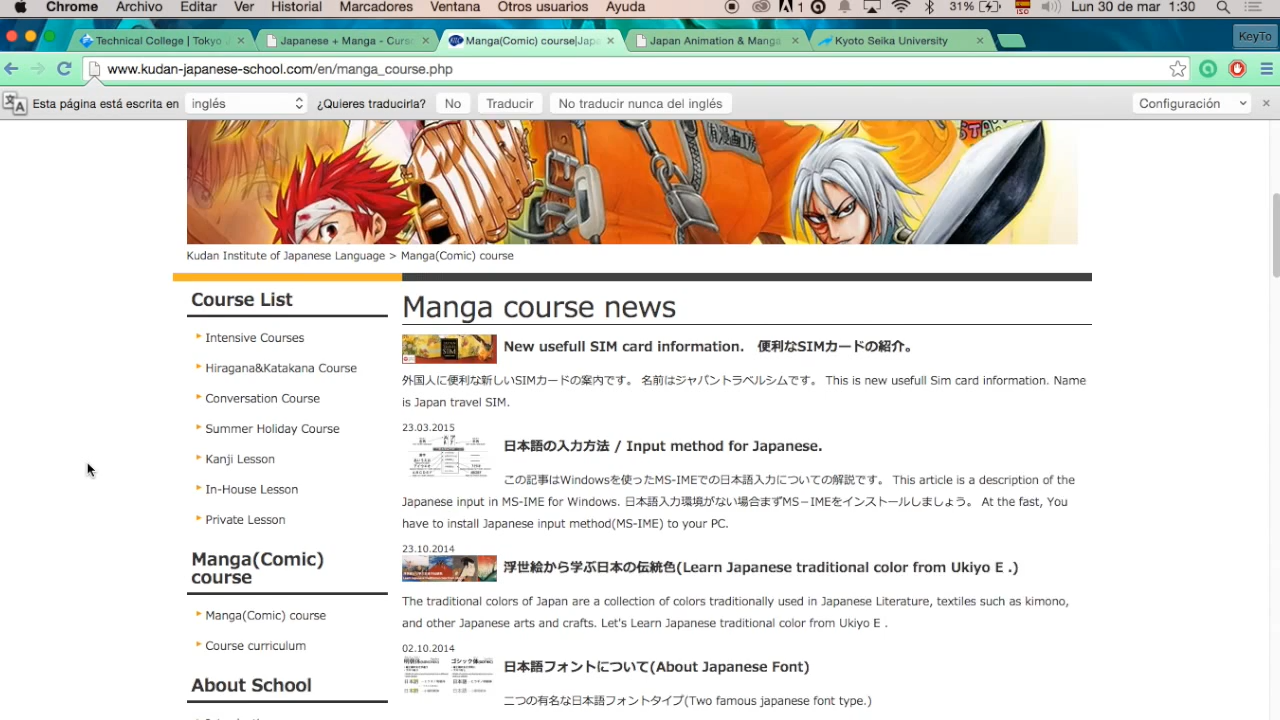 Chrome Archivo Editar Ver Historial Marcadores Ventana Otros usuarios Ayuda 1 31% Lun 30 de mar 1:30
Technical College | Tokyo Japanese + Manga - Curso Manga(Comic) course|Jape Japan Animation & Manga Kyoto Seika University KeyTo
www.kudan-japanese-school.com/en/manga_course.php
Esta página está escrita en inglés ¿Quieres traducirla? No Traducir No traducir nunca del inglés Configuración
Kudan Institute of Japanese Language > Manga(Comic) course
Course List
Intensive Courses
Hiragana&Katakana Course
Conversation Course
Summer Holiday Course
Kanji Lesson
In-House Lesson
Private Lesson
Manga(Comic)
course
Manga(Comic) course
Course curriculum
About School
Manga course news
New usefull SIM card information. 便利なSIMカードの紹介。
外国人に便利な新しいSIMカードの案内です。 名前はジャパントラベルシムです。 This is new usefull Sim card information. Name
is Japan travel SIM.
23.03.2015
日本語の入力方法 / Input method for Japanese.
この記事はWindowsを使ったMS-IMEでの日本語入力についての解説です。 This article is a description of the
Japanese input in MS-IME for Windows. 日本語入力環境がない場合まずMS－IMEをインストールしましょう。 At the fast, You
have to install Japanese input method(MS-IME) to your PC.
23.10.2014
浮世絵から学ぶ日本の伝統色(Learn Japanese traditional color from Ukiyo E .)
The traditional colors of Japan are a collection of colors traditionally used in Japanese Literature, textiles such as kimono,
and other Japanese arts and crafts. Let's Learn Japanese traditional color from Ukiyo E .
02.10.2014
日本語フォントについて(About Japanese Font)
二つの有名な日本語フォントタイプ(Two famous japanese font type.)